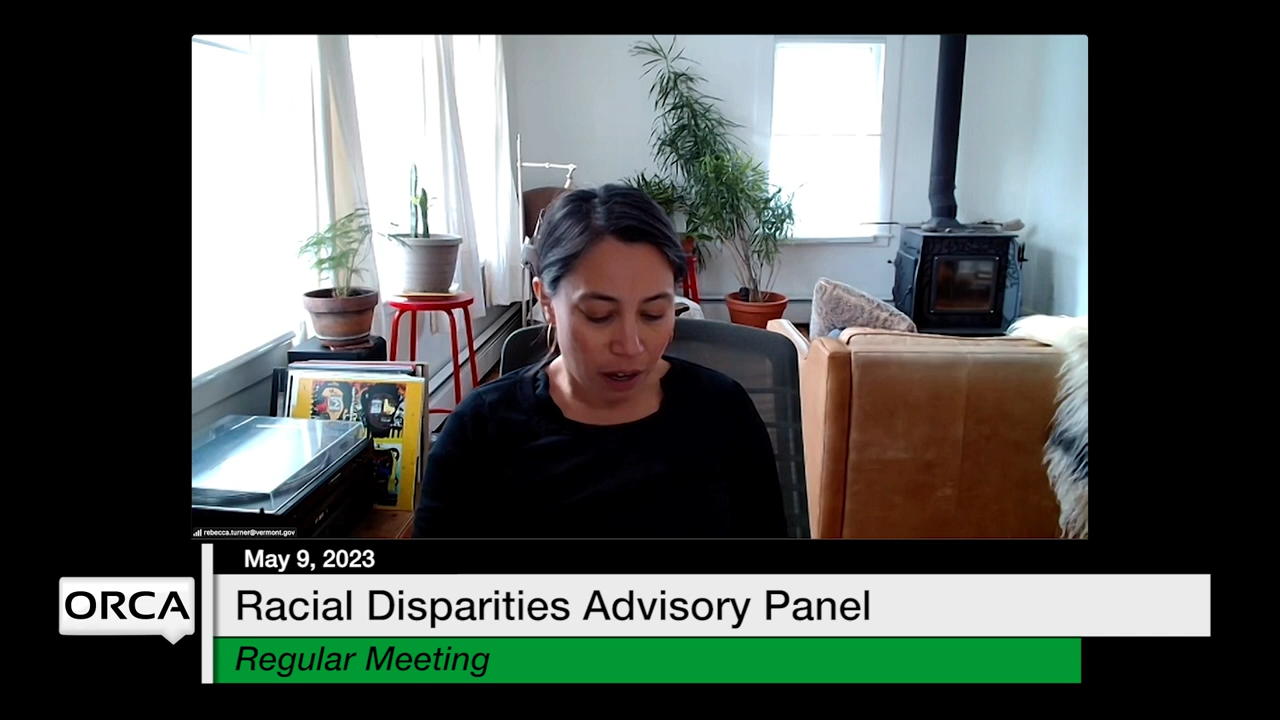 rebecca.turner@vermont.gov
May 9, 2023
ORCA
Racial Disparities Advisory Panel
Regular Meeting